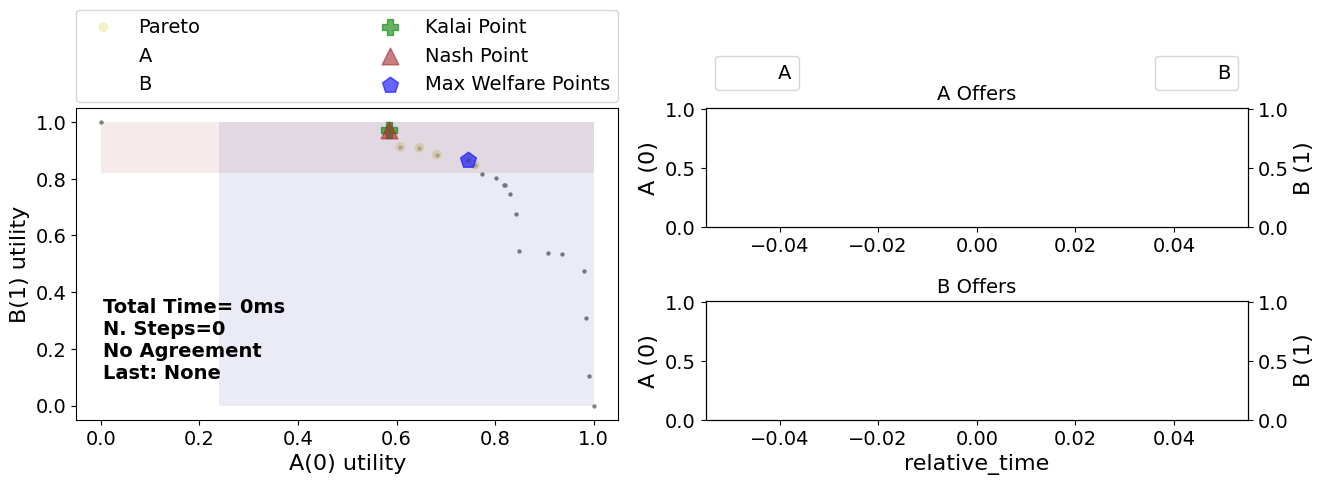 Pareto
A
B
Kalai Point
Nash Point
Max Welfare Points
1.0
0.8
0.6
0.4
0.2
0.0
B(1) utility
Total Time= 0ms
N. Steps=0
No Agreement
Last: None
0.0 0.2 0.4 0.6 0.8 1.0
A(0) utility
A
B
A Offers
1.0
0.5
0.0
A (0)
1.0
0.5
0.0
B (1)
−0.04 −0.02 0.00 0.02 0.04
B Offers
1.0
0.5
0.0
A (0)
1.0
0.5
0.0
B (1)
−0.04 −0.02 0.00 0.02 0.04
relative_time